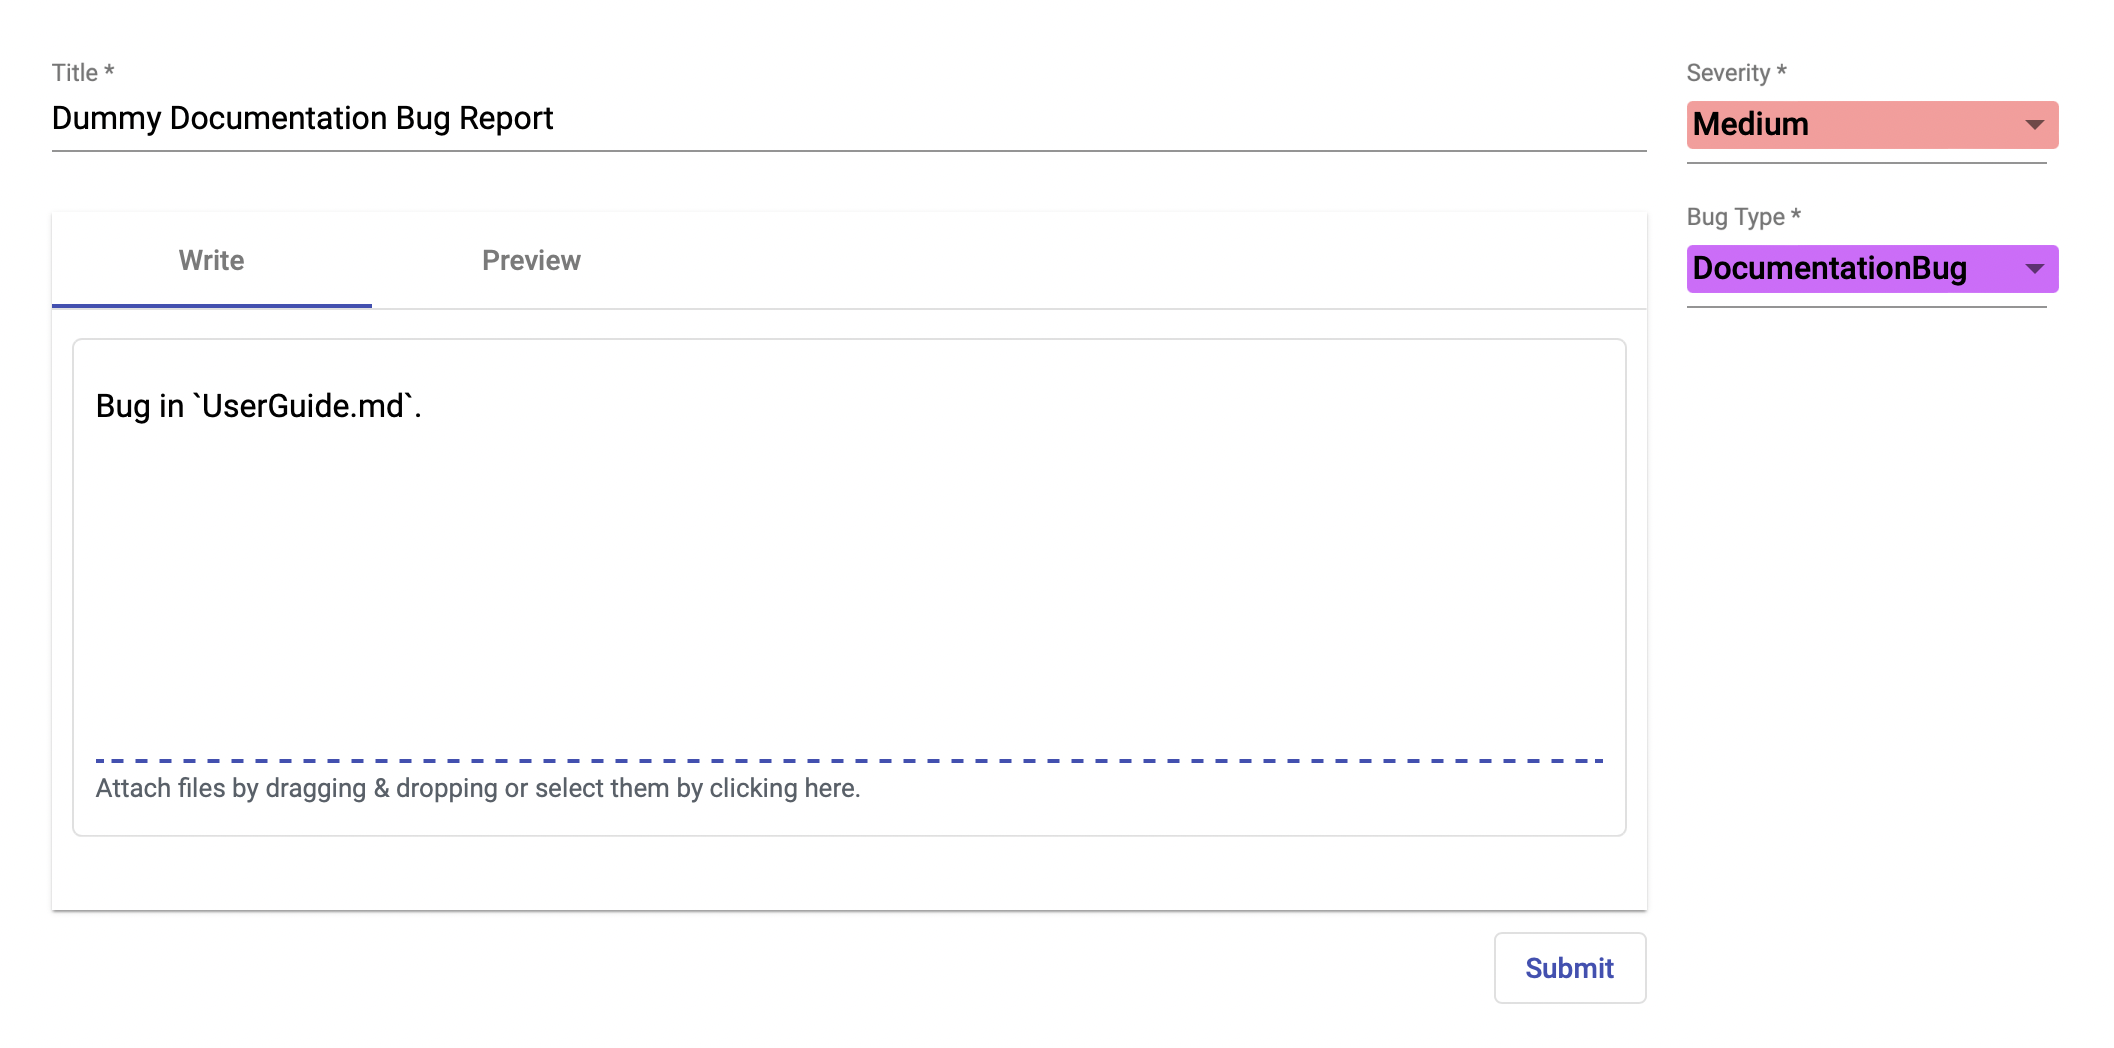 Title *
Dummy Documentation Bug Report
Severity *
Medium
Bug Type *
DocumentationBug
Write
Preview
Bug in `UserGuide.md`.
Attach files by dragging & dropping or select them by clicking here.
Submit